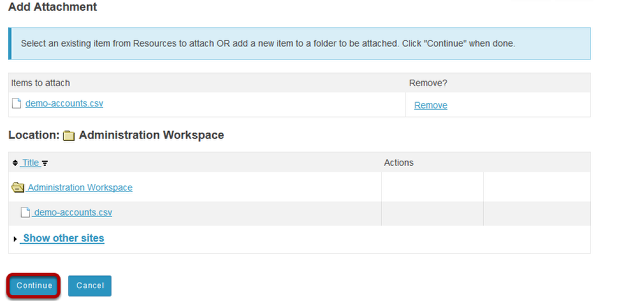 Add Attachment
Select an existing item from Resources to attach OR add a new item to a folder to be attached. Click "Continue" when done.
Items to attach Remove?
demo-accounts.csv Remove
Location: Administration Workspace
Title Actions
Administration Workspace
demo-accounts.csv
Show other sites
Continue Cancel